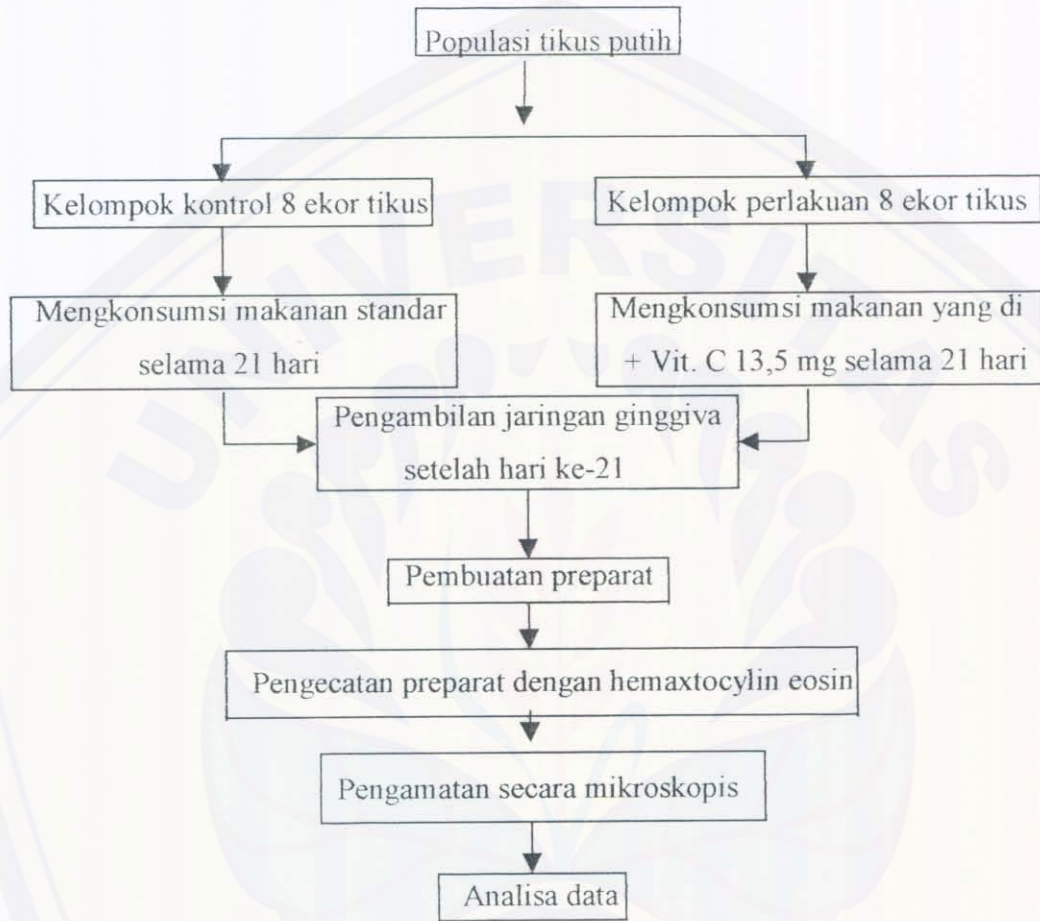 Populasi tikus putih
Kelompok kontrol 8 ekor tikus
Kelompok perlakuan 8 ekor tikus
Mengkonsumsi makanan standar
selama 21 hari
Mengkonsumsi makanan yang di
+ Vit. C 13,5 mg selama 21 hari
Pengambilan jaringan ginggiva
setelah hari ke-21
Pembuatan preparat
Pengecatan preparat dengan hemaxtocylin eosin
Pengamatan secara mikroskopis
Analisa data
UNIVERSITAS